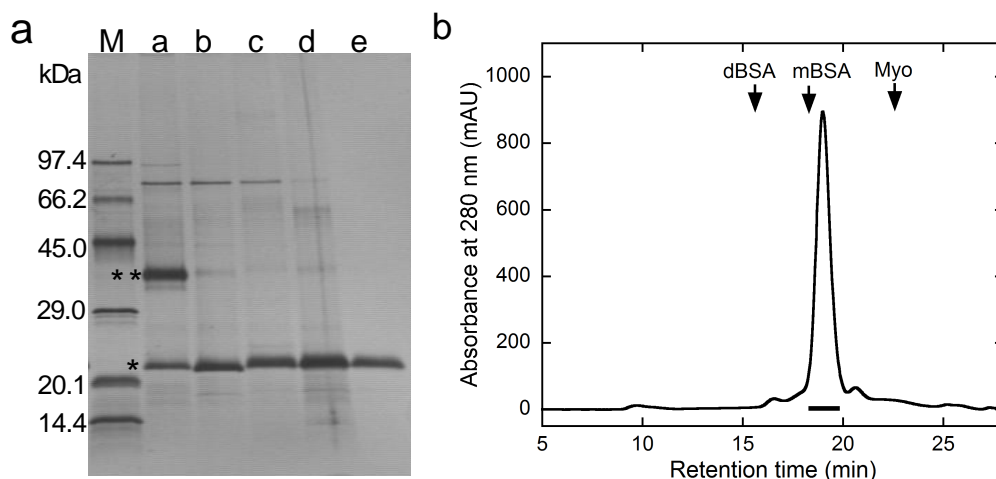 a
M a b c d e
kDa
97.4
66.2
45.0
**
29.0
*
20.1
14.4
b
dBSA mBSA Myo
Absorbance at 280 nm (mAU)
1000
800
600
400
200
0
5 10 15 20 25
Retention time (min)